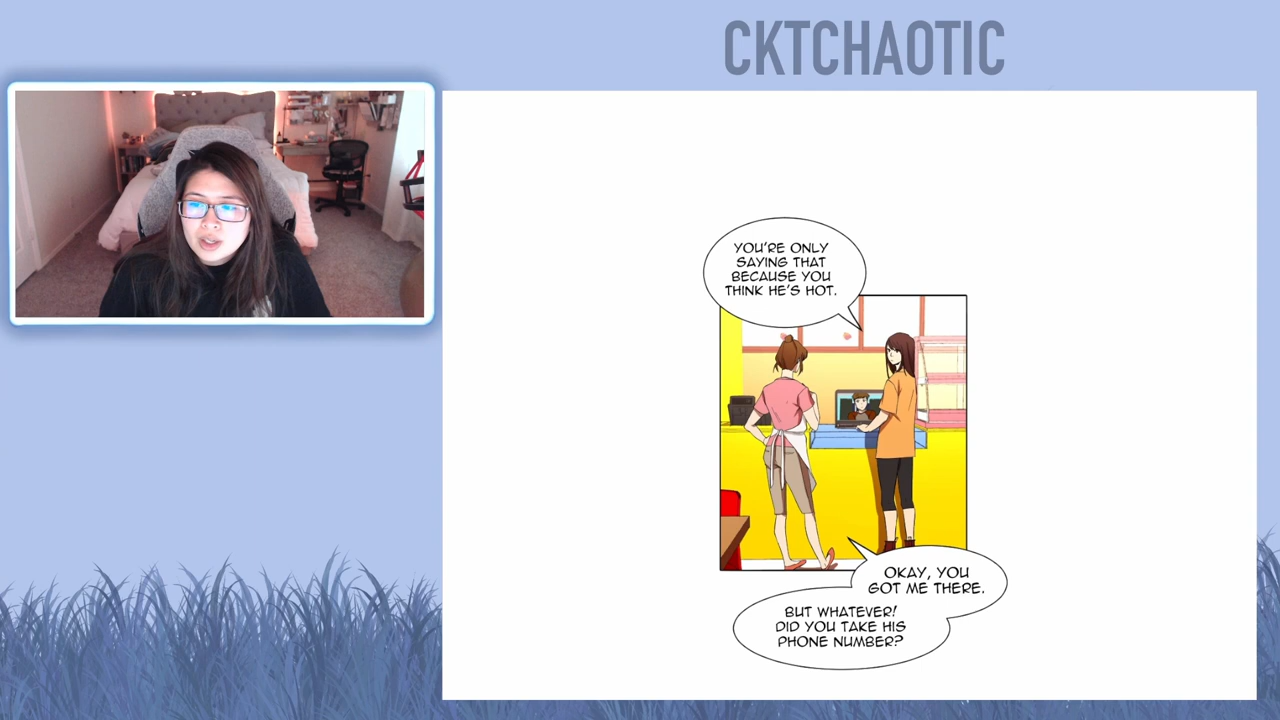 CKTCHAOTIC
YOU'RE ONLY
SAYING THAT
BECAUSE YOU
THINK HE'S HOT.
OKAY, YOU
GOT ME THERE.
BUT WHATEVER!
DID YOU TAKE HIS
PHONE NUMBER?